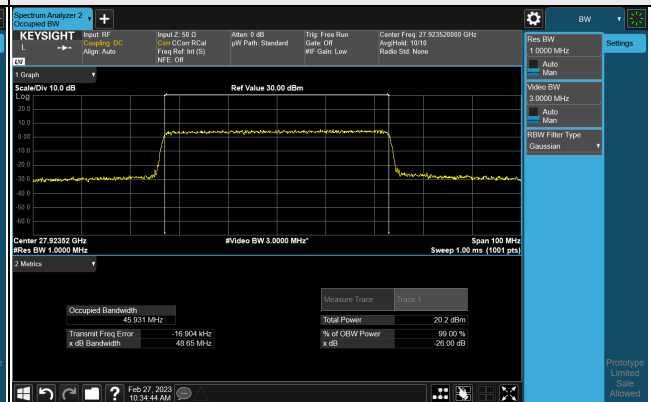 Spectrum Analyzer 2
Occupied BW
+
KEYSIGHT
L
LXI
Input: RF
Coupling: DC
Align: Auto
Input Z: 50 Ω
Corr CCorr RCal
Freq Ref: Int (S)
NFE: Off
Atten: 0 dB
µW Path: Standard
Trig: Free Run
Gate: Off
#IF Gain: Low
Center Freq: 27.923520000 GHz
Avg|Hold: 10/10
Radio Std: None
1 Graph
Scale/Div 10.0 dB
Ref Value 30.00 dBm
Log
20.0
10.0
0.00
-10.0
-20.0
-30.0
-40.0
-50.0
-60.0
Center 27.92352 GHz
#Video BW 3.0000 MHz*
Span 100 MHz
#Res BW 1.0000 MHz
Sweep 1.00 ms (1001 pts)
2 Metrics
Measure Trace
Trace 1
Occupied Bandwidth
45.931 MHz
Total Power
20.2 dBm
Transmit Freq Error
-16.904 kHz
% of OBW Power
99.00 %
x dB Bandwidth
48.65 MHz
x dB
-26.00 dB
?
Feb 27, 2023
10:34:44 AM
BW
Settings
Res BW
1.0000 MHz
Auto
Man
Video BW
3.0000 MHz
Auto
Man
RBW Filter Type
Gaussian
Prototype
Limited
Sale
Allowed